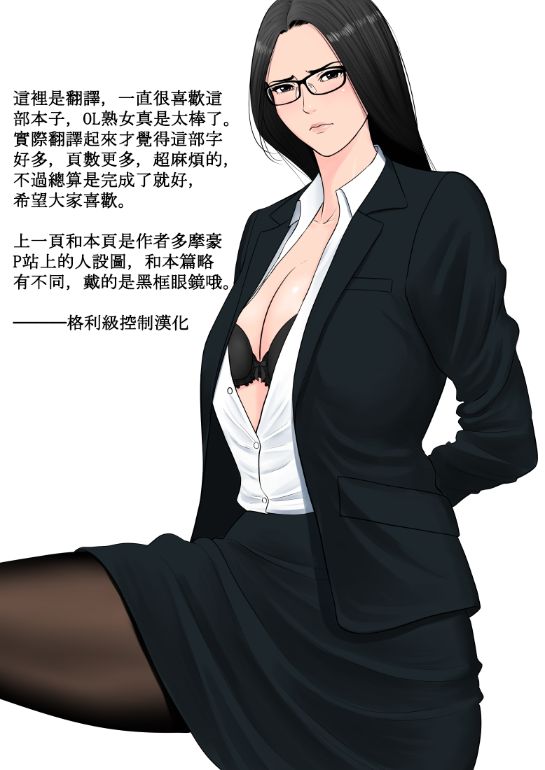 這裡是翻譯，一直很喜歡這
部本子，OL熟女真是太棒了。
實際翻譯起來才覺得這部字
好多，頁數更多，超麻煩的，
不過總算是完成了就好，
希望大家喜歡。
上一頁和本頁是作者多摩豪
P站上的人設圖，和本篇略
有不同，戴的是黑框眼鏡哦。
———格利級控制漢化